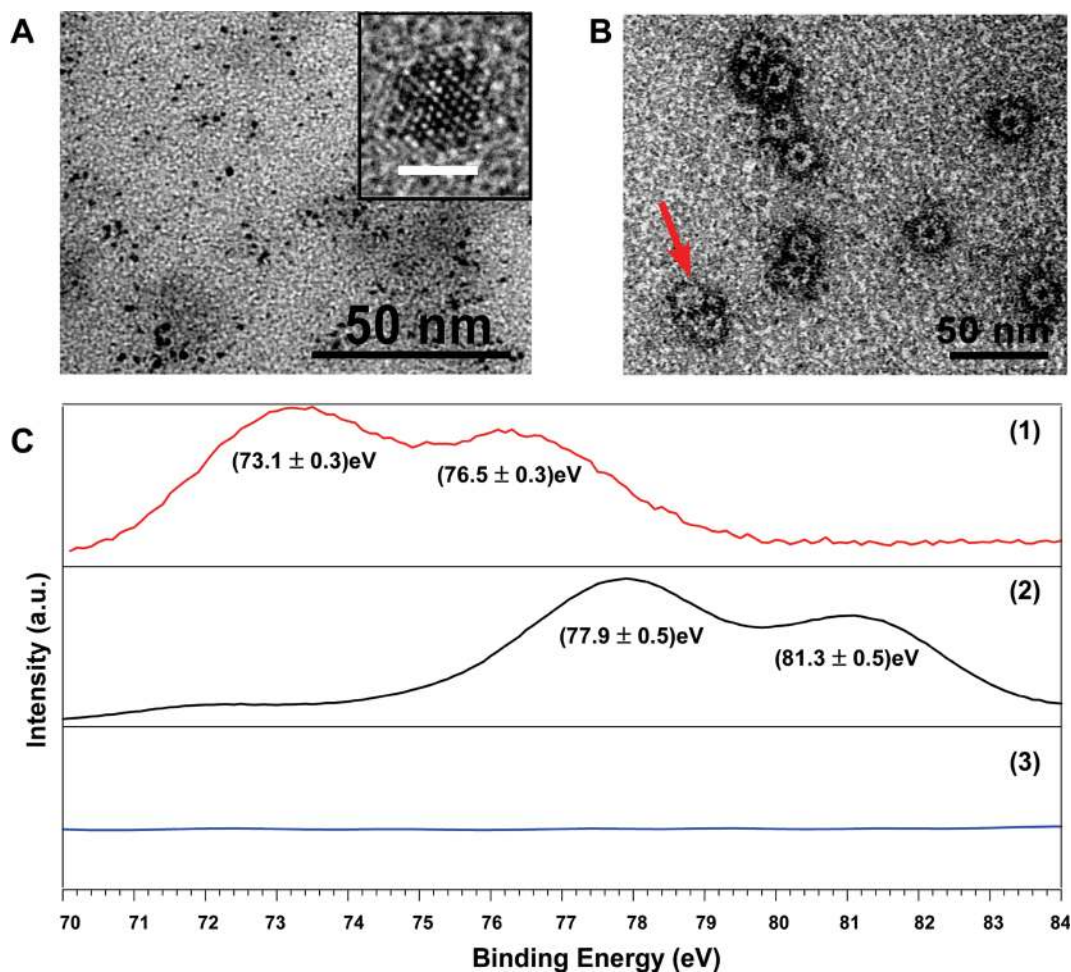 A
50 nm
B
50 nm
C
(1)
(73.1 ± 0.3)eV
(76.5 ± 0.3)eV
(2)
(77.9 ± 0.5)eV
(81.3 ± 0.5)eV
(3)
Intensity (a.u.)
70 71 72 73 74 75 76 77 78 79 80 81 82 83 84
Binding Energy (eV)